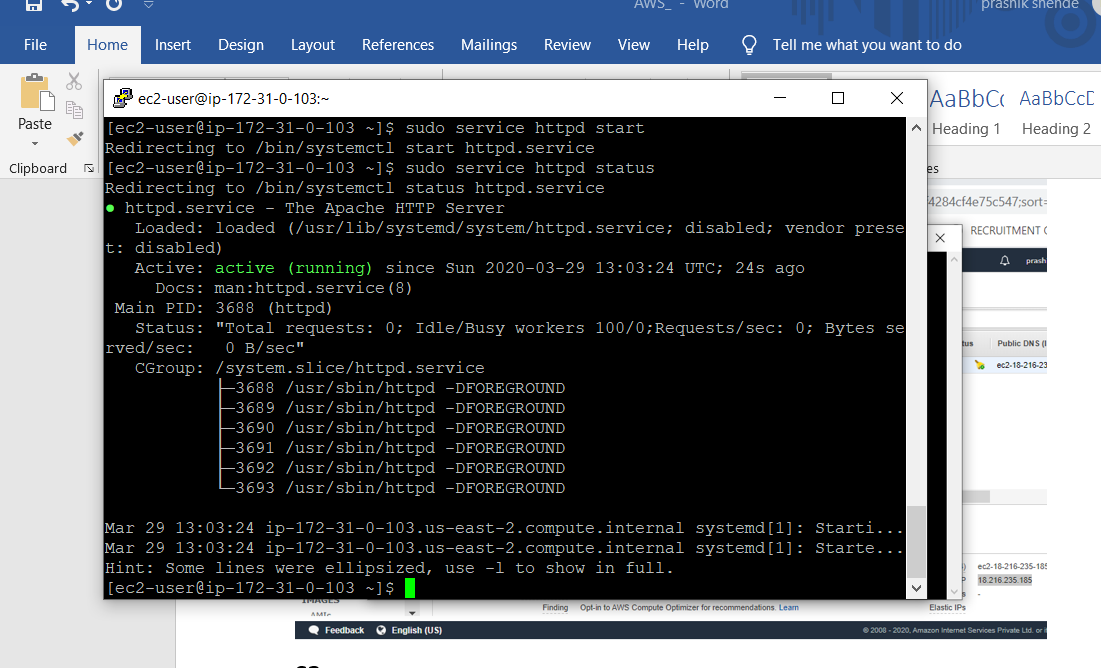 AWS_ - Word
prashik shende
File Home Insert Design Layout References Mailings Review View Help Tell me what you want to do
Paste
Clipboard
AaBbC AaBbCcD
Heading 1 Heading 2
es
ec2-user@ip-172-31-0-103:~
[ec2-user@ip-172-31-0-103 ~]$ sudo service httpd start
Redirecting to /bin/systemctl start httpd.service
[ec2-user@ip-172-31-0-103 ~]$ sudo service httpd status
Redirecting to /bin/systemctl status httpd.service
● httpd.service - The Apache HTTP Server
Loaded: loaded (/usr/lib/systemd/system/httpd.service; disabled; vendor prese
t: disabled)
Active: active (running) since Sun 2020-03-29 13:03:24 UTC; 24s ago
Docs: man:httpd.service(8)
Main PID: 3688 (httpd)
Status: "Total requests: 0; Idle/Busy workers 100/0;Requests/sec: 0; Bytes se
rved/sec:   0 B/sec"
CGroup: /system.slice/httpd.service
├─3688 /usr/sbin/httpd -DFOREGROUND
├─3689 /usr/sbin/httpd -DFOREGROUND
├─3690 /usr/sbin/httpd -DFOREGROUND
├─3691 /usr/sbin/httpd -DFOREGROUND
├─3692 /usr/sbin/httpd -DFOREGROUND
└─3693 /usr/sbin/httpd -DFOREGROUND
Mar 29 13:03:24 ip-172-31-0-103.us-east-2.compute.internal systemd[1]: Starti...
Mar 29 13:03:24 ip-172-31-0-103.us-east-2.compute.internal systemd[1]: Starte...
Hint: Some lines were ellipsized, use -l to show in full.
[ec2-user@ip-172-31-0-103 ~]$
f4284cf4e75c547;sort=
RECRUITMENT
prash
tus Public DNS (I
ec2-18-216-23
ec2-18-216-235-185
18.216.235.185
-
Elastic IPs
IMAGES
AMIs
Finding Opt-in to AWS Compute Optimizer for recommendations. Learn
Feedback English (US)
© 2008 - 2020, Amazon Internet Services Private Ltd. or i